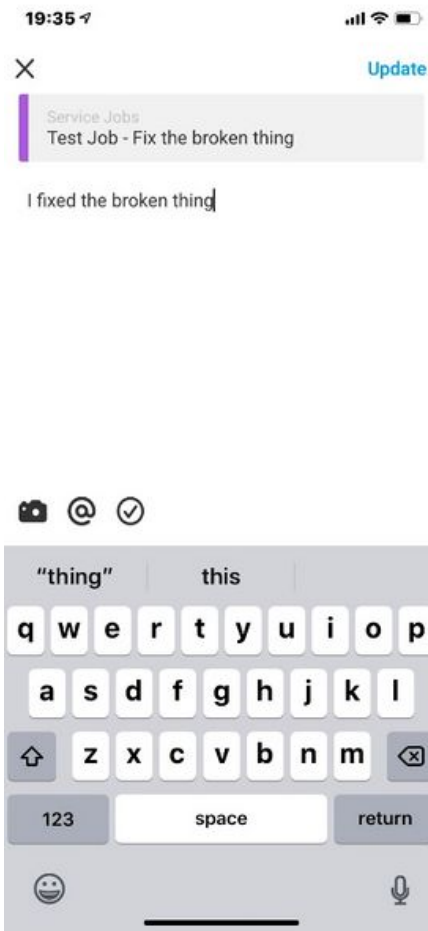 19:35
Update
Service Jobs
Test Job - Fix the broken thing
I fixed the broken thing
@
“thing” this
q w e r t y u i o p
a s d f g h j k l
z x c v b n m
123 space return